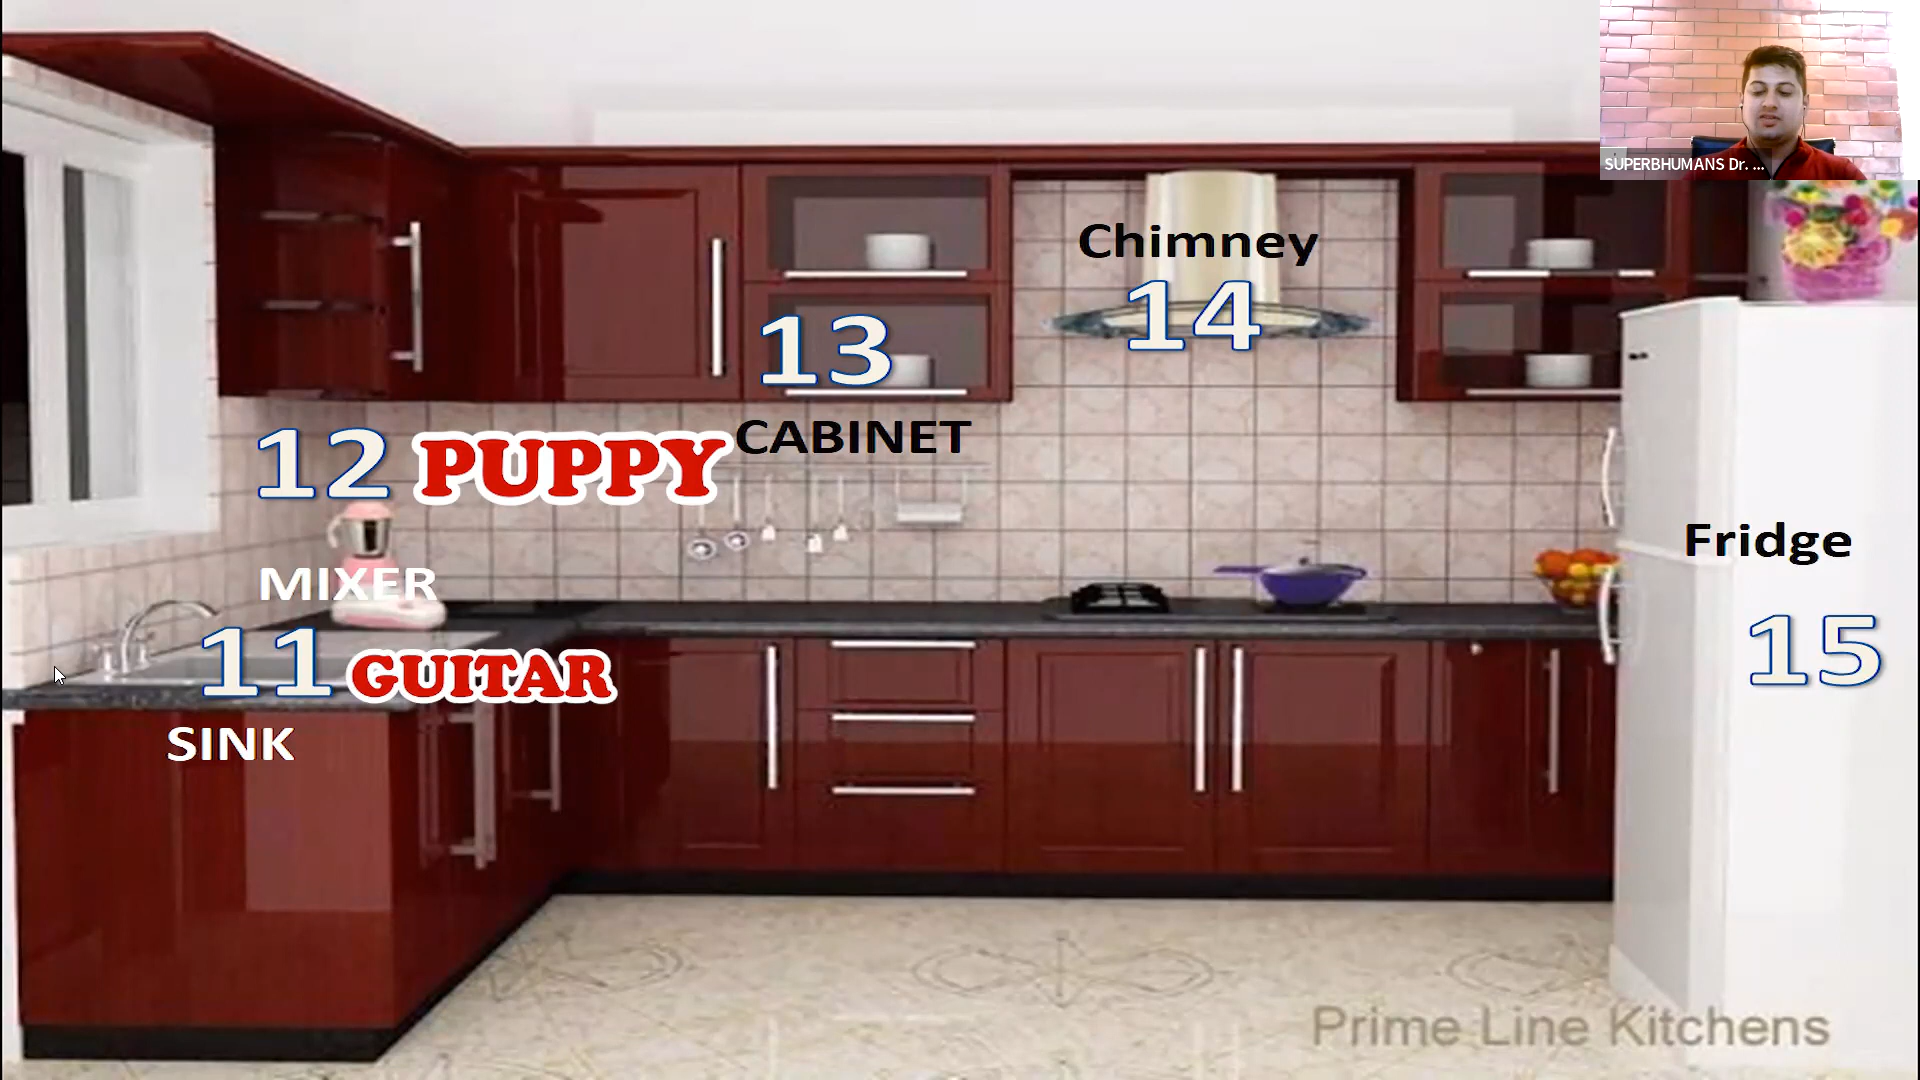 SUPERBHUMANS Dr. ...
Chimney
14
13
CABINET
12 PUPPY
MIXER
11 GUITAR
SINK
Fridge
15
Prime Line Kitchens